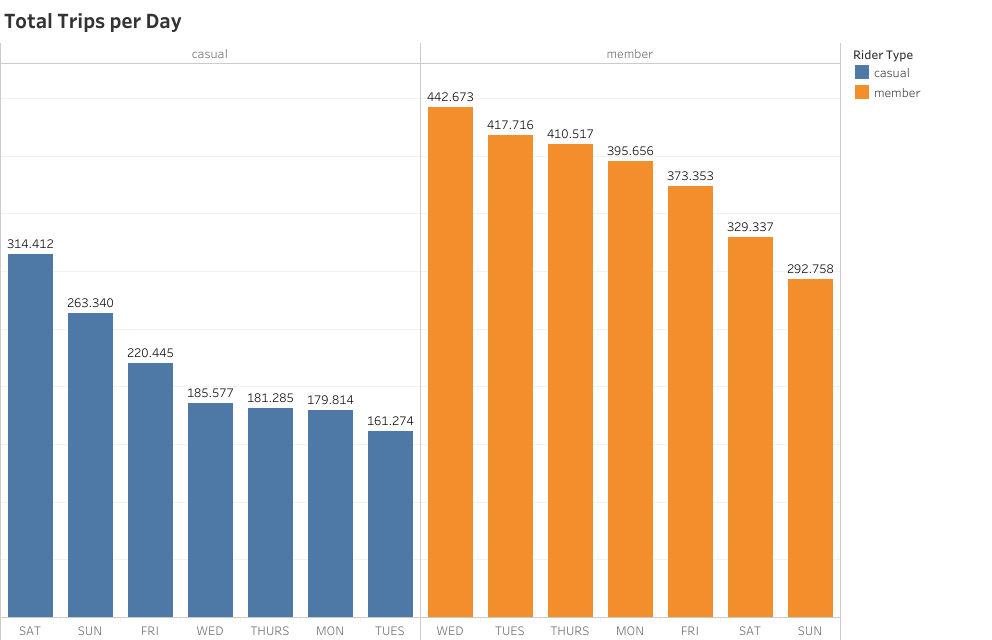 Total Trips per Day
casual
member
Rider Type
casual
member
442.673
417.716
410.517
395.656
373.353
329.337
314.412
292.758
263.340
220.445
185.577
181.285
179.814
161.274
SAT SUN FRI WED THURS MON TUES WED TUES THURS MON FRI SAT SUN